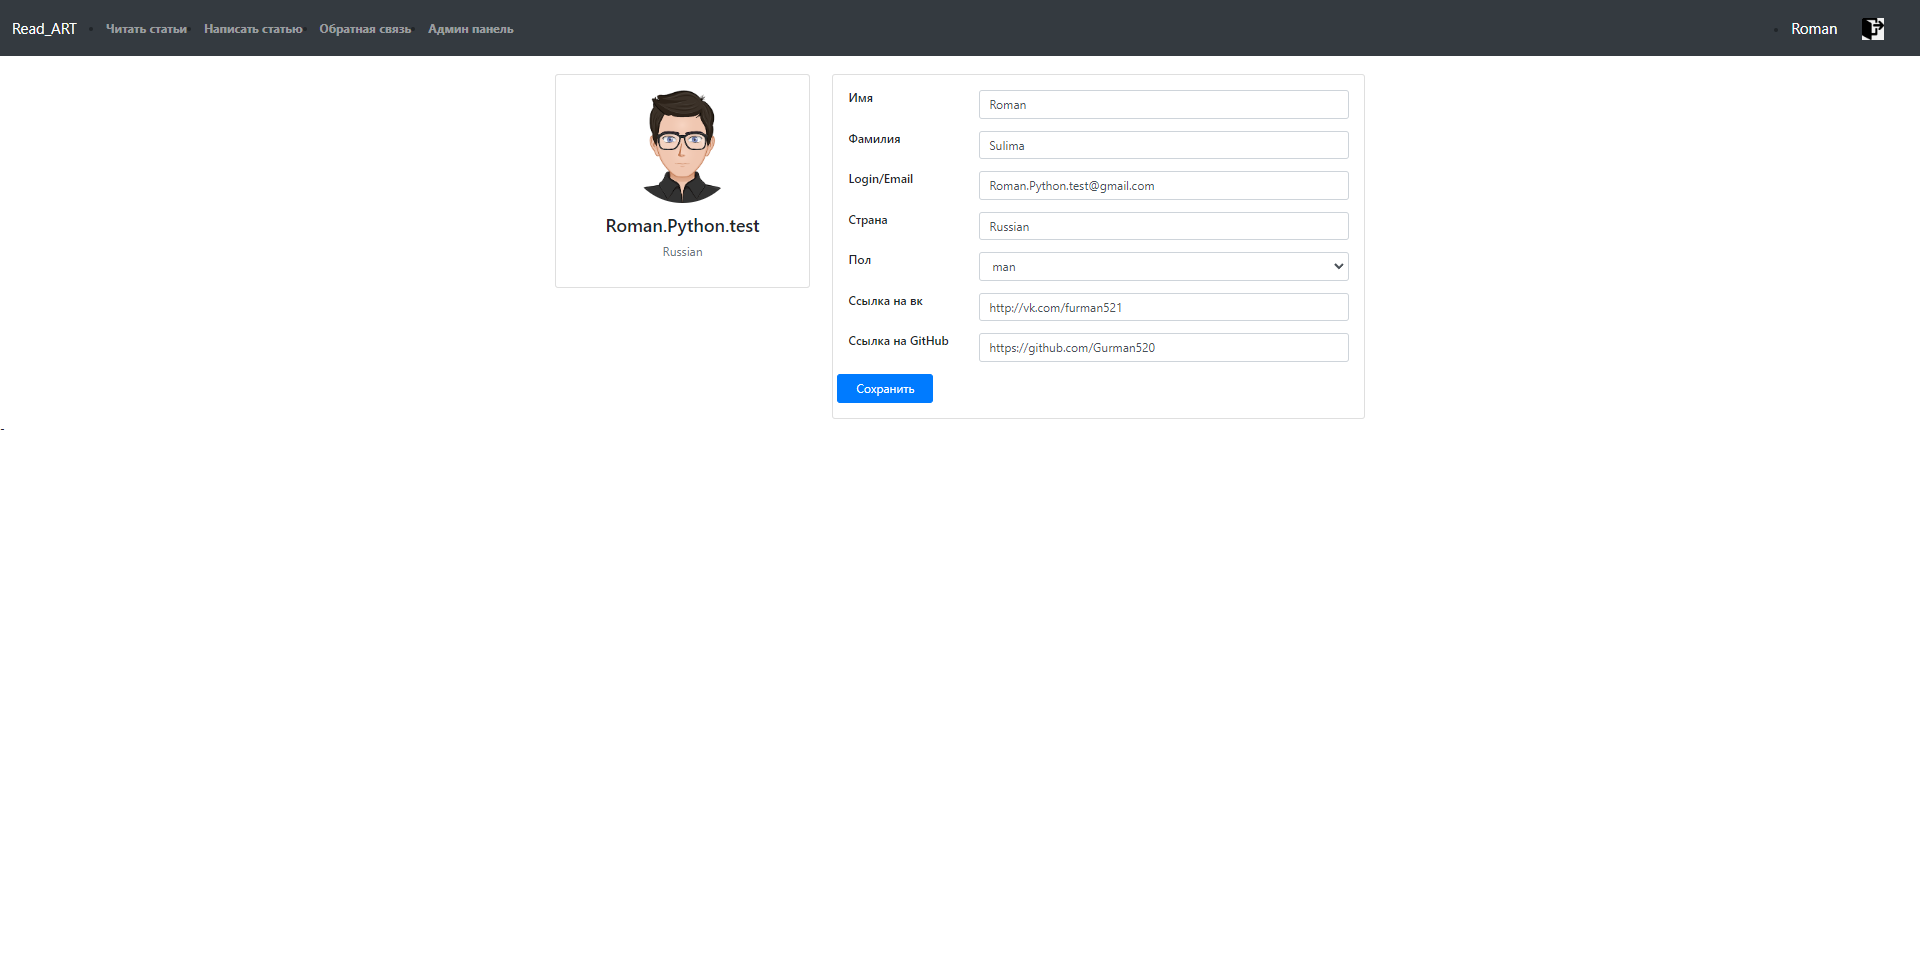 Read_ART Читать статьи Написать статью Обратная связь Админ панель Roman
Roman.Python.test
Russian
Имя Roman
Фамилия Sulima
Login/Email Roman.Python.test@gmail.com
Страна Russian
Пол man
Ссылка на вк http://vk.com/furman521
Ссылка на GitHub https://github.com/Gurman520
Сохранить
-